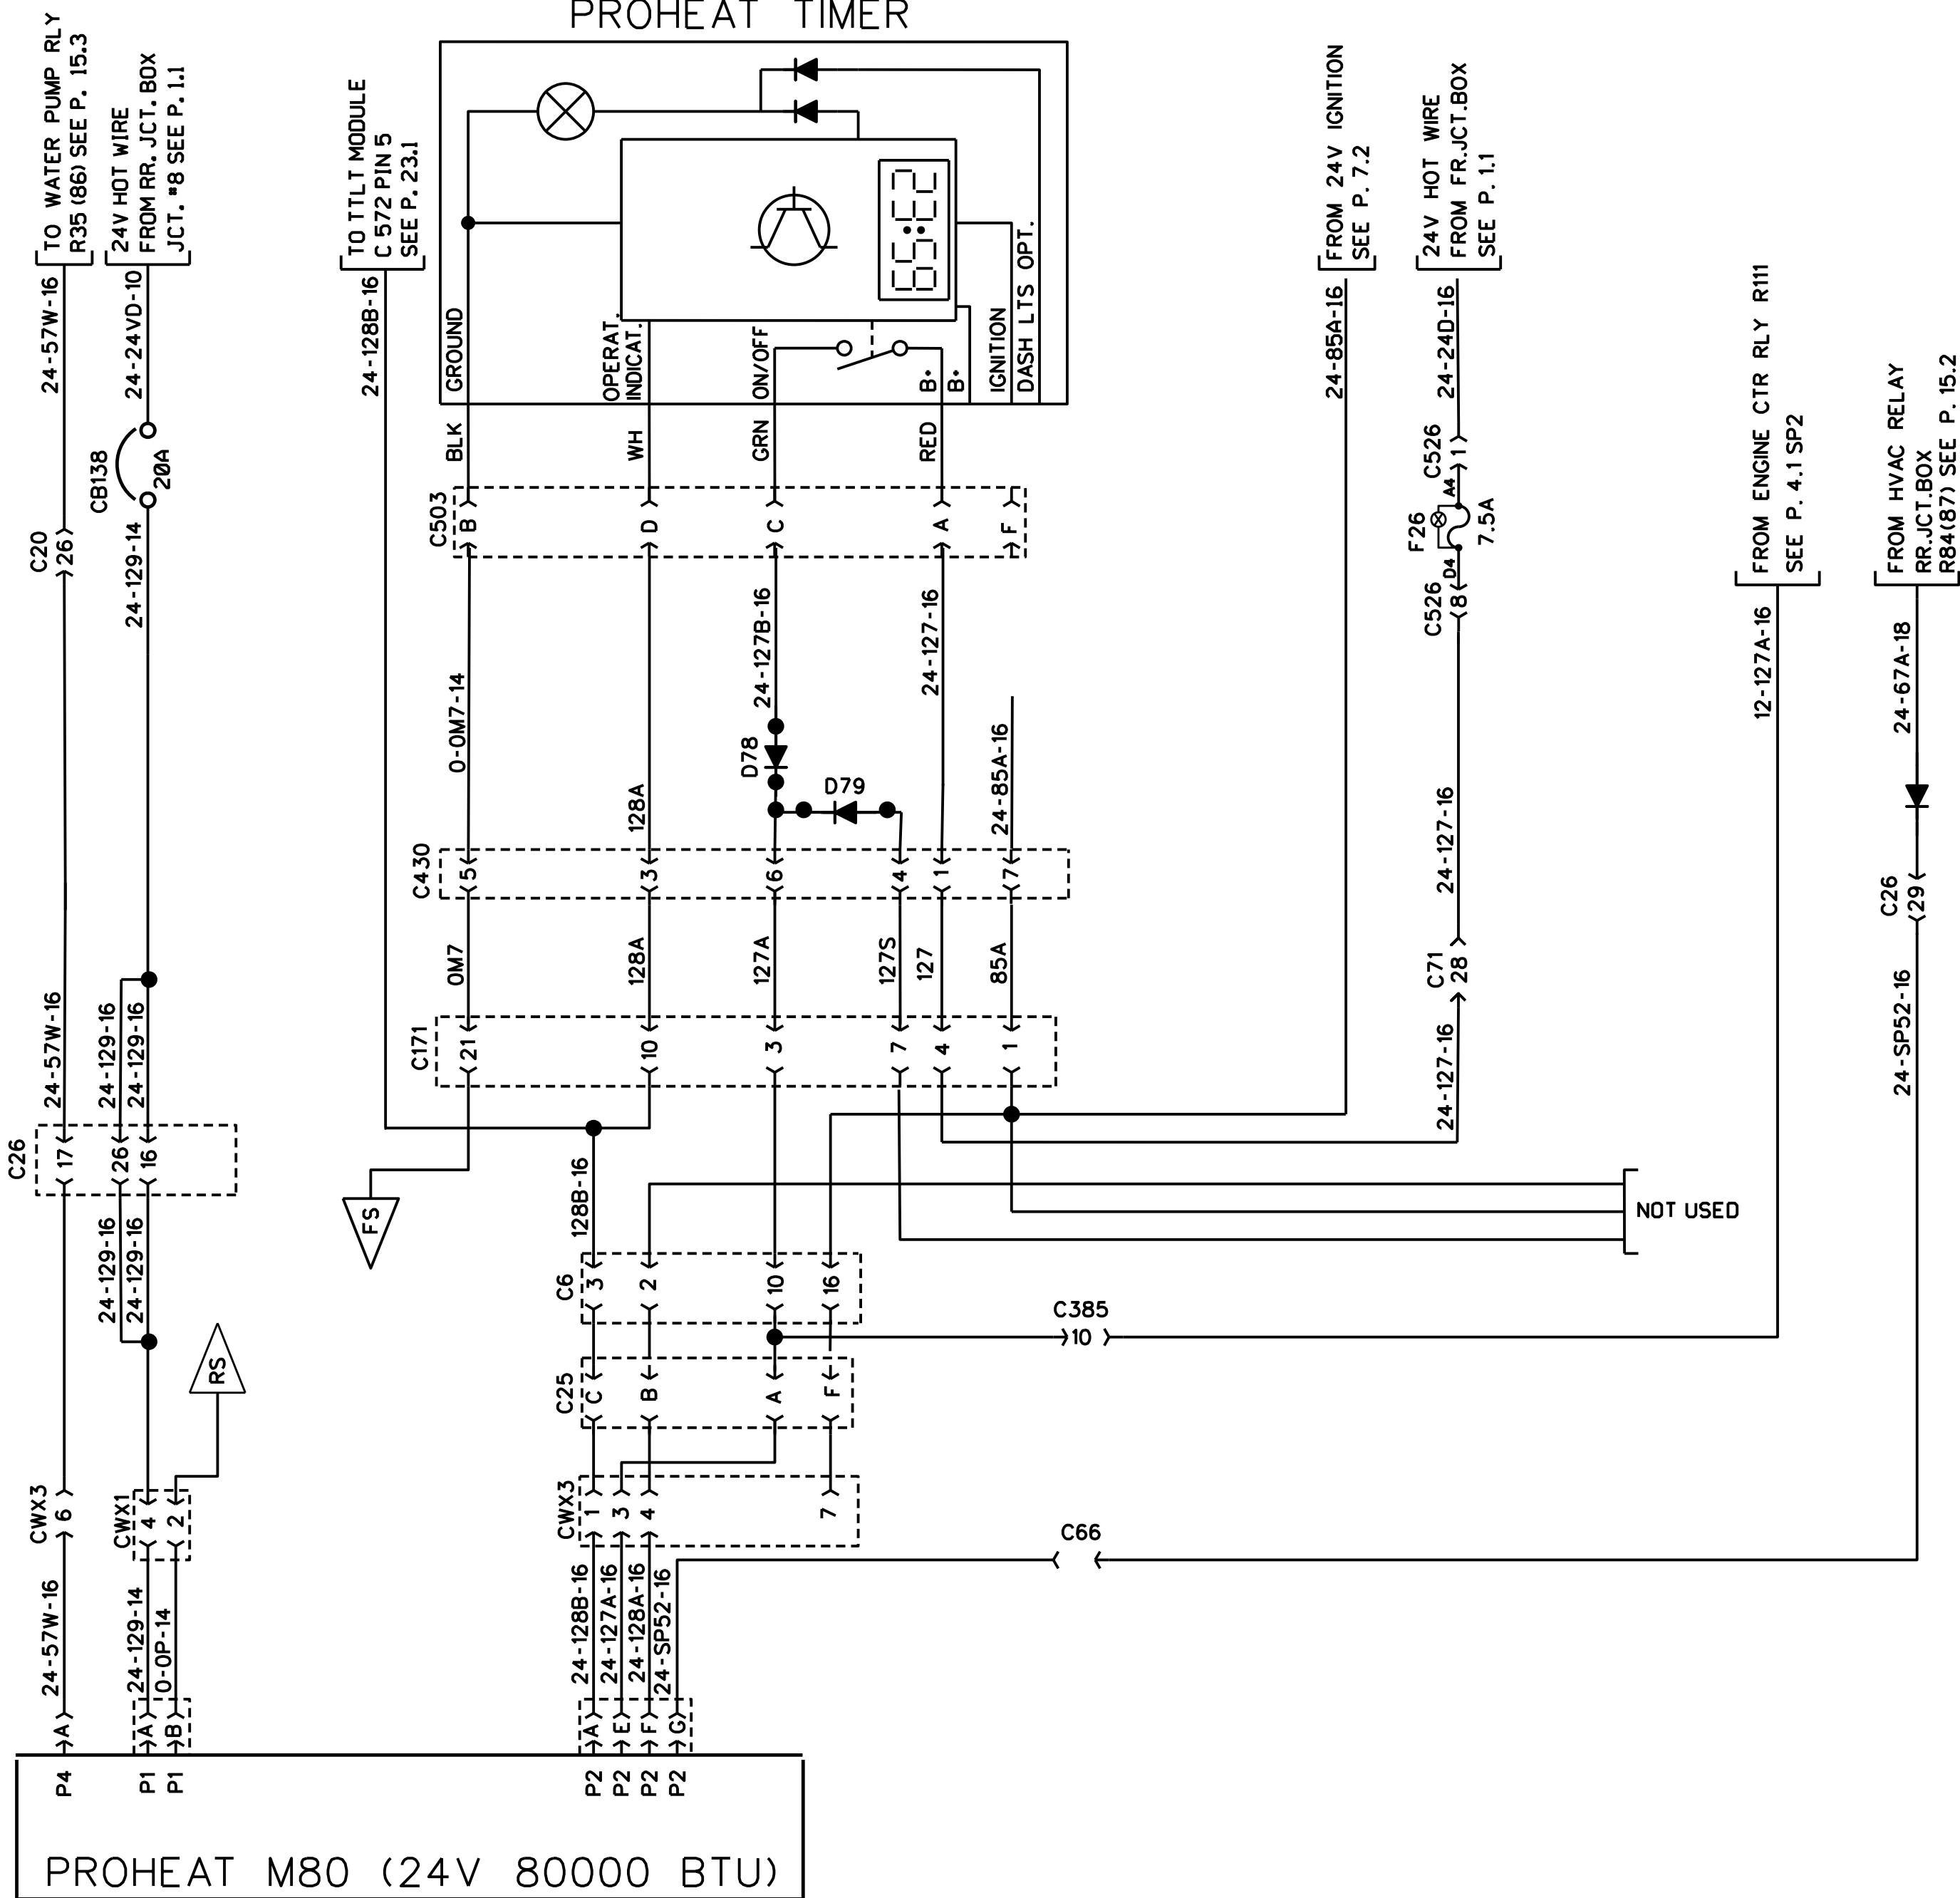 PROHEAT TIMER
TO WATER PUMP RLY
R35 (86) SEE P. 15.3
24V HOT WIRE
FROM RR. JCT. BOX
JCT. #8 SEE P. 1.1
TO TTLT MODULE
C 572 PIN 5
SEE P. 23.1
FROM 24V IGNITION
SEE P. 7.2
24V HOT WIRE
FROM FR.JCT.BOX
SEE P. 1.1
FROM ENGINE CTR RLY R111
SEE P. 4.1 SP2
FROM HVAC RELAY
RR.JCT.BOX
R84(87) SEE P. 15.2
24-57W-16
24-24VD-10
24-128B-16
GROUND
OPERAT.
INDICAT.
ON/OFF
B+
B+
IGNITION
DASH LTS OPT.
24-85A-16
24-24D-16
BLK
WH
GRN
RED
CB138
20A
C20
26
24-129-14
C503
B
D
C
A
F
C526
1
A4
F26
7.5A
D4
C526
8
12-127A-16
24-67A-18
0-0M7-14
128A
24-127B-16
24-127-16
24-85A-16
D78
D79
24-127-16
C430
5
3
6
4
1
7
C26
29
0M7
128A
127A
127S
127
85A
C71
28
C171
21
10
3
7
4
1
24-127-16
24-SP52-16
24-57W-16
24-129-16
24-129-16
C26
17
26
16
FS
128B-16
NOT USED
24-129-16
24-129-16
C6
3
2
10
16
C385
10
RS
C25
C
B
A
F
CWX3
6
CWX1
4
2
CWX3
1
3
4
7
C66
24-57W-16
24-129-14
0-0P-14
24-128B-16
24-127A-16
24-128A-16
24-SP52-16
A
A
B
A
E
F
G
P4
P1
P1
P2
P2
P2
P2
PROHEAT M80 (24V 80000 BTU)